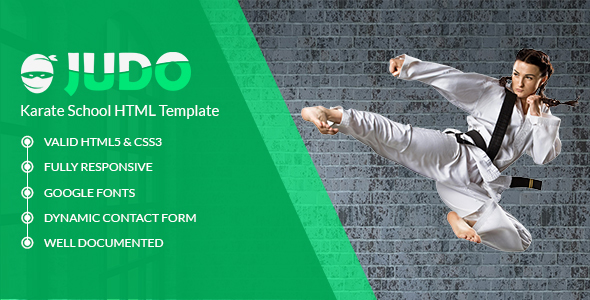 JUDO
Karate School HTML Template
VALID HTML5 & CSS3
FULLY RESPONSIVE
GOOGLE FONTS
DYNAMIC CONTACT FORM
WELL DOCUMENTED